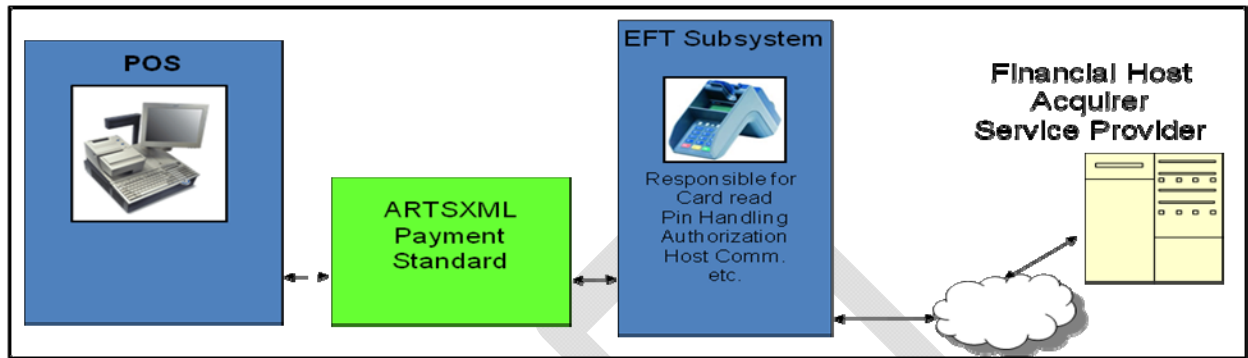 POS
ARTSXML
Payment
Standard
EFT Subsystem
Responsible for
Card read
Pin Handling
Authorization
Host Comm.
etc.
Financial Host
Acquirer
Service Provider